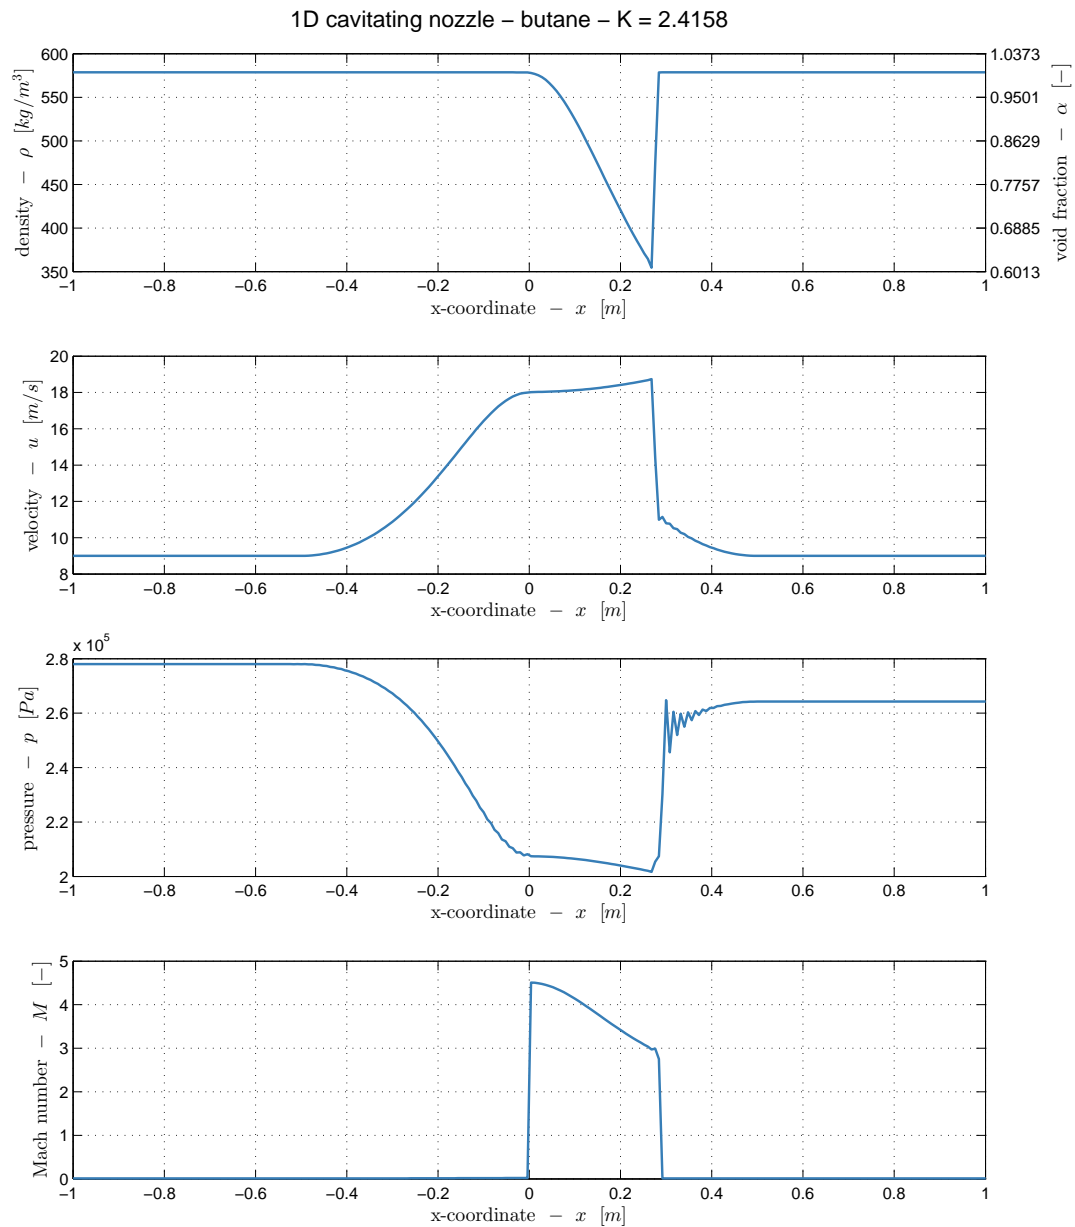 1D cavitating nozzle – butane – K = 2.4158
600 550 500 450 400 350
density − ρ [kg/m³]
1.0373 0.9501 0.8629 0.7757 0.6885 0.6013
void fraction − α [−]
−1 −0.8 −0.6 −0.4 −0.2 0 0.2 0.4 0.6 0.8 1
x-coordinate − x [m]
20 18 16 14 12 10 8
velocity − u [m/s]
−1 −0.8 −0.6 −0.4 −0.2 0 0.2 0.4 0.6 0.8 1
x-coordinate − x [m]
x 10⁵
2.8 2.6 2.4 2.2 2
pressure − p [Pa]
−1 −0.8 −0.6 −0.4 −0.2 0 0.2 0.4 0.6 0.8 1
x-coordinate − x [m]
5 4 3 2 1 0
Mach number − M [−]
−1 −0.8 −0.6 −0.4 −0.2 0 0.2 0.4 0.6 0.8 1
x-coordinate − x [m]